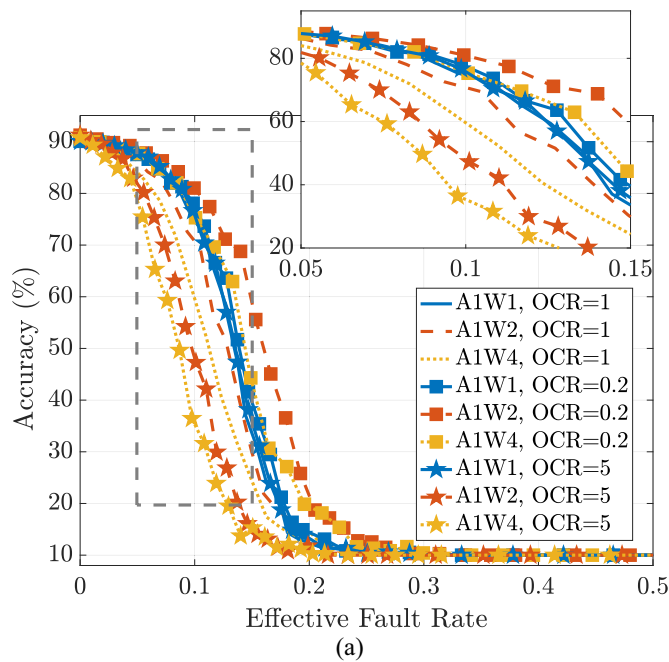 80
60
40
20
0.05
0.1
0.15
90
80
70
60
50
40
30
20
10
Accuracy (%)
A1W1, OCR=1
A1W2, OCR=1
A1W4, OCR=1
A1W1, OCR=0.2
A1W2, OCR=0.2
A1W4, OCR=0.2
A1W1, OCR=5
A1W2, OCR=5
A1W4, OCR=5
0
0.1
0.2
0.3
0.4
0.5
Effective Fault Rate
(a)